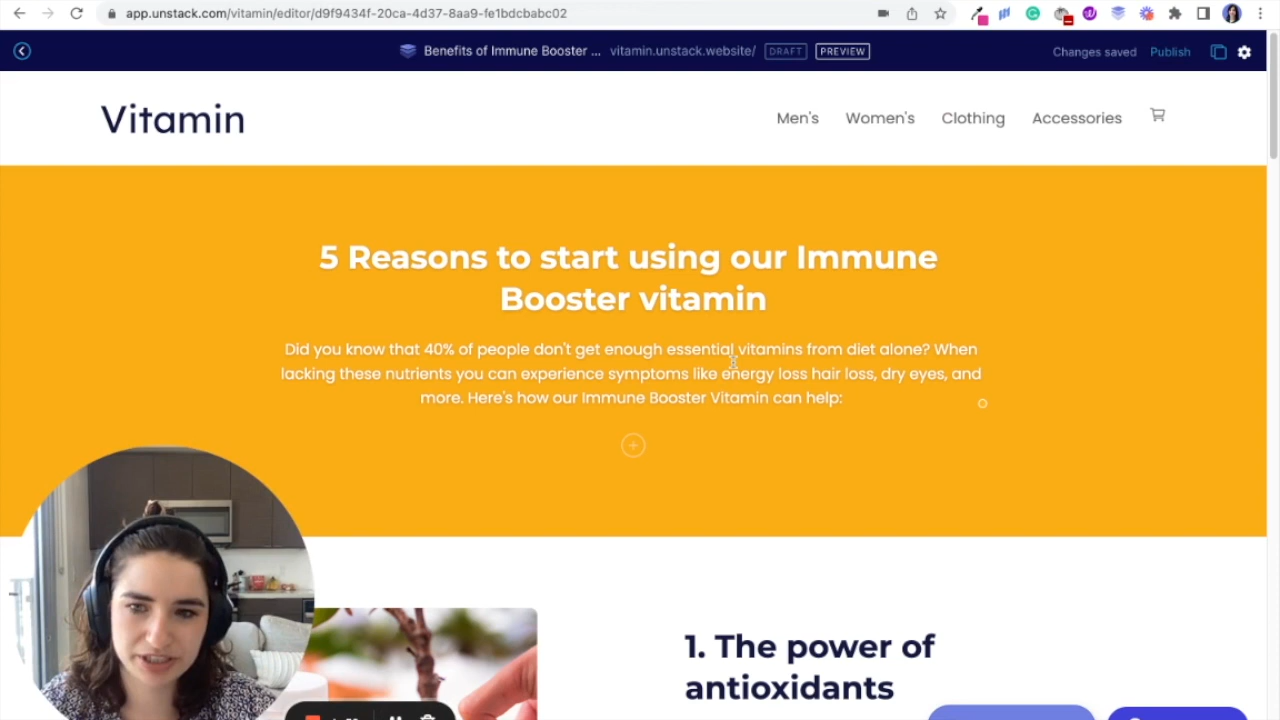 app.unstack.com/vitamin/editor/d9f9434f-20ca-4d37-8aa9-fe1bdcbabc02
Benefits of Immune Booster ... vitamin.unstack.website/ DRAFT PREVIEW Changes saved Publish
Vitamin Men's Women's Clothing Accessories
5 Reasons to start using our Immune
Booster vitamin
Did you know that 40% of people don't get enough essential vitamins from diet alone? When
lacking these nutrients you can experience symptoms like energy loss hair loss, dry eyes, and
more. Here's how our Immune Booster Vitamin can help:
1. The power of
antioxidants